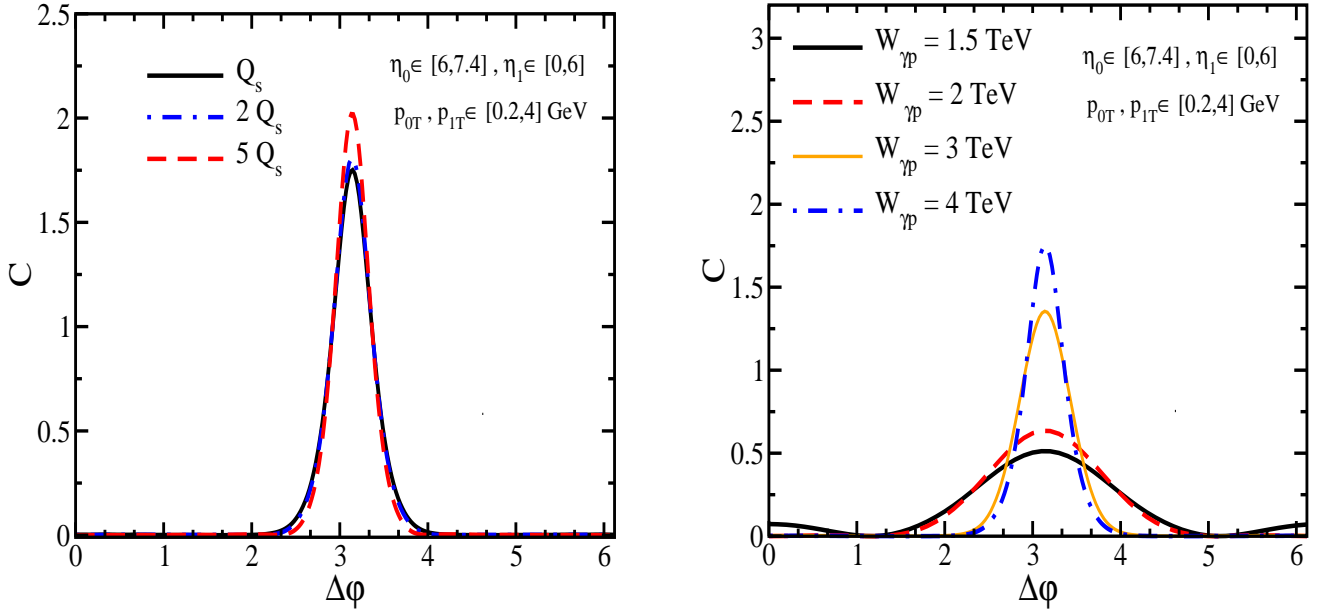 2.5
2
1.5
1
0.5
0
C
Q_s
2 Q_s
5 Q_s
η_0∈ [6,7.4] , η_1∈ [0,6]
p_0T , p_1T∈ [0.2,4] GeV
0 1 2 3 4 5 6
Δφ
3
2.5
2
1.5
1
0.5
0
C
W_γp = 1.5 TeV
W_γp = 2 TeV
W_γp = 3 TeV
W_γp = 4 TeV
η_0∈ [6,7.4] , η_1∈ [0,6]
p_0T , p_1T∈ [0.2,4] GeV
0 1 2 3 4 5 6
Δφ